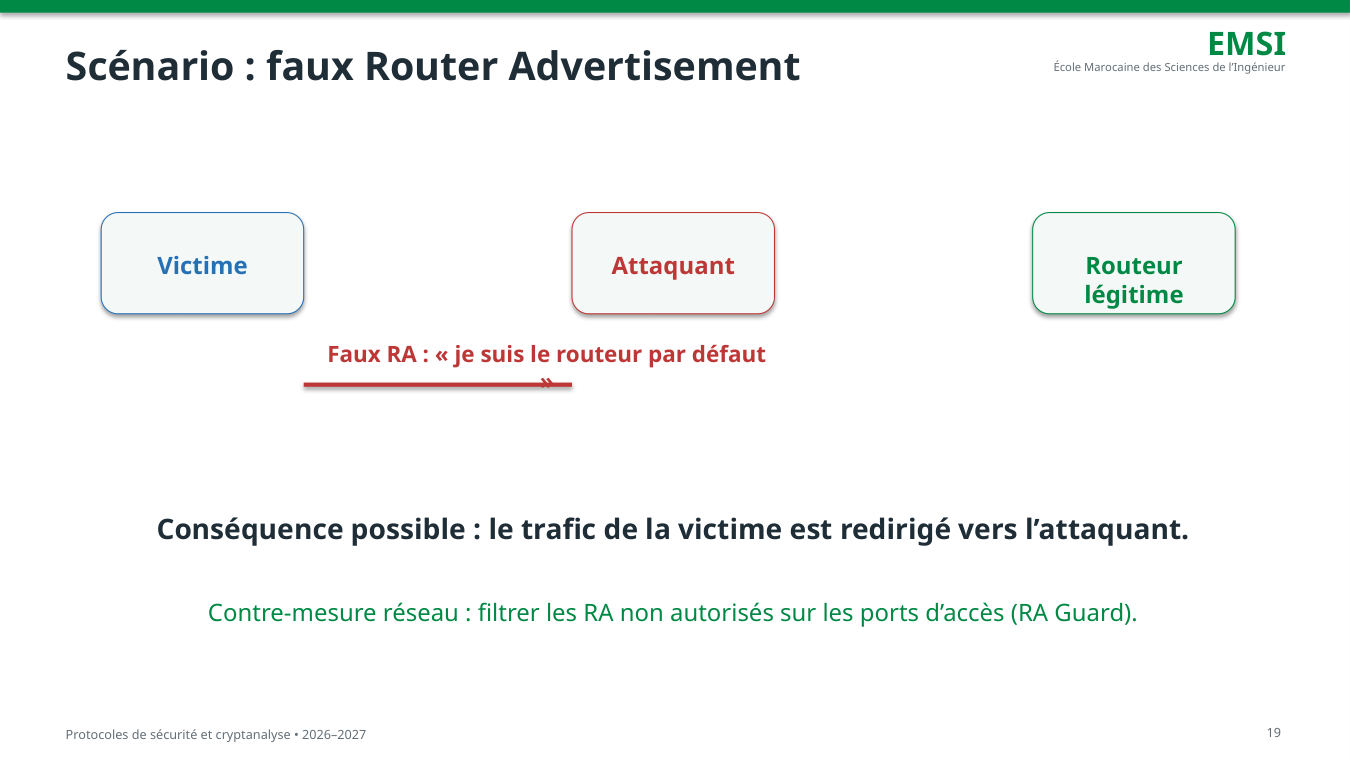 Scénario : faux Router Advertisement
EMSI
École Marocaine des Sciences de l’Ingénieur
Victime
Attaquant
Routeur
légitime
Faux RA : « je suis le routeur par défaut
»
Conséquence possible : le trafic de la victime est redirigé vers l’attaquant.
Contre-mesure réseau : filtrer les RA non autorisés sur les ports d’accès (RA Guard).
Protocoles de sécurité et cryptanalyse • 2026–2027
19